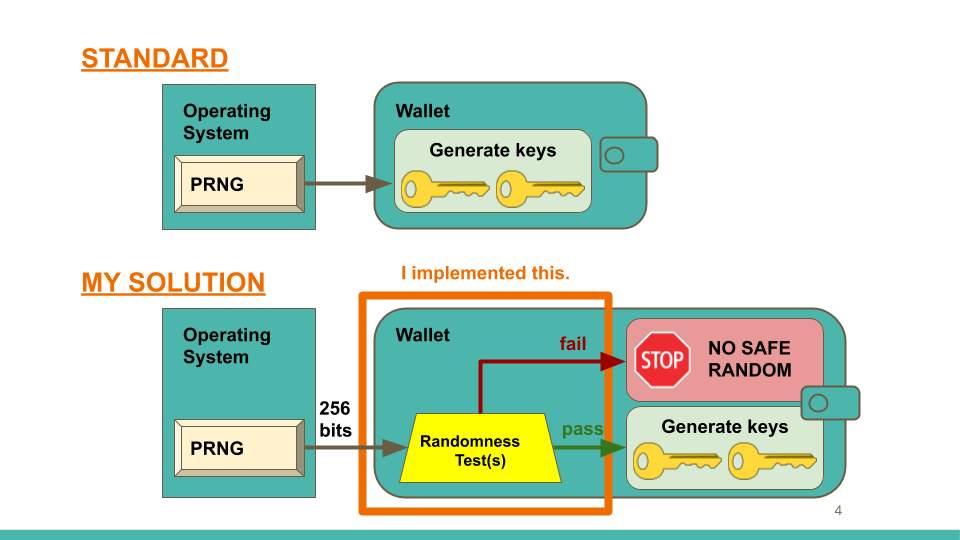 STANDARD
Operating
System
PRNG
Wallet
Generate keys
MY SOLUTION
I implemented this.
Operating
System
PRNG
256
bits
Wallet
Randomness
Test(s)
fail
pass
STOP
NO SAFE
RANDOM
Generate keys
4